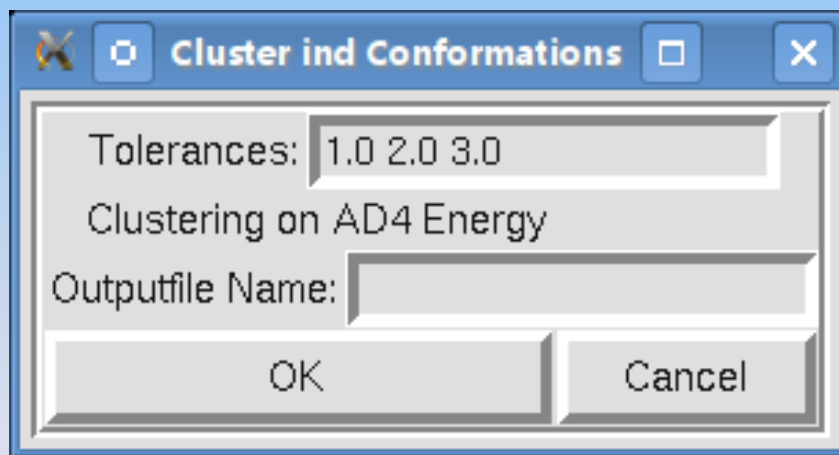 Cluster ind Conformations
Tolerances: 1.0 2.0 3.0
Clustering on AD4 Energy
Outputfile Name:
OK Cancel